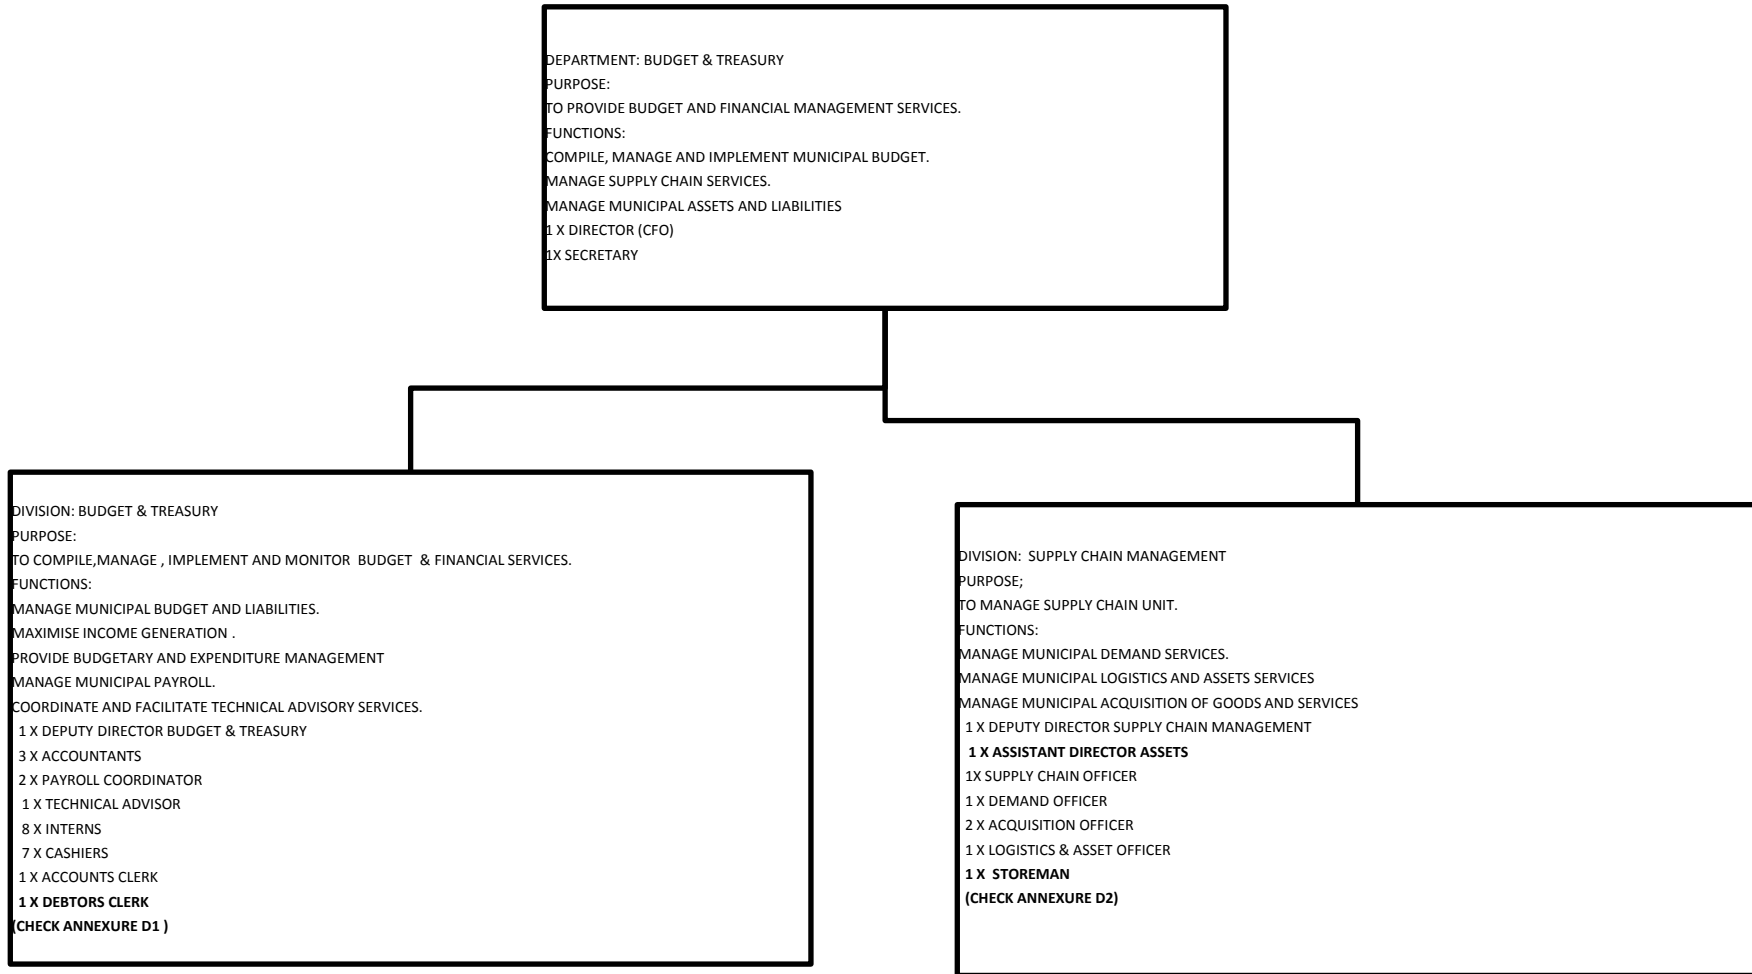 DEPARTMENT: BUDGET & TREASURY
PURPOSE:
TO PROVIDE BUDGET AND FINANCIAL MANAGEMENT SERVICES.
FUNCTIONS:
COMPILE, MANAGE AND IMPLEMENT MUNICIPAL BUDGET.
MANAGE SUPPLY CHAIN SERVICES.
MANAGE MUNICIPAL ASSETS AND LIABILITIES
1 X DIRECTOR (CFO)
1X SECRETARY
DIVISION: BUDGET & TREASURY
PURPOSE:
TO COMPILE,MANAGE , IMPLEMENT AND MONITOR BUDGET & FINANCIAL SERVICES.
FUNCTIONS:
MANAGE MUNICIPAL BUDGET AND LIABILITIES.
MAXIMISE INCOME GENERATION .
PROVIDE BUDGETARY AND EXPENDITURE MANAGEMENT
MANAGE MUNICIPAL PAYROLL.
COORDINATE AND FACILITATE TECHNICAL ADVISORY SERVICES.
1 X DEPUTY DIRECTOR BUDGET & TREASURY
3 X ACCOUNTANTS
2 X PAYROLL COORDINATOR
1 X TECHNICAL ADVISOR
8 X INTERNS
7 X CASHIERS
1 X ACCOUNTS CLERK
1 X DEBTORS CLERK
(CHECK ANNEXURE D1 )
DIVISION: SUPPLY CHAIN MANAGEMENT
PURPOSE;
TO MANAGE SUPPLY CHAIN UNIT.
FUNCTIONS:
MANAGE MUNICIPAL DEMAND SERVICES.
MANAGE MUNICIPAL LOGISTICS AND ASSETS SERVICES
MANAGE MUNICIPAL ACQUISITION OF GOODS AND SERVICES
1 X DEPUTY DIRECTOR SUPPLY CHAIN MANAGEMENT
1 X ASSISTANT DIRECTOR ASSETS
1X SUPPLY CHAIN OFFICER
1 X DEMAND OFFICER
2 X ACQUISITION OFFICER
1 X LOGISTICS & ASSET OFFICER
1 X STOREMAN
(CHECK ANNEXURE D2)